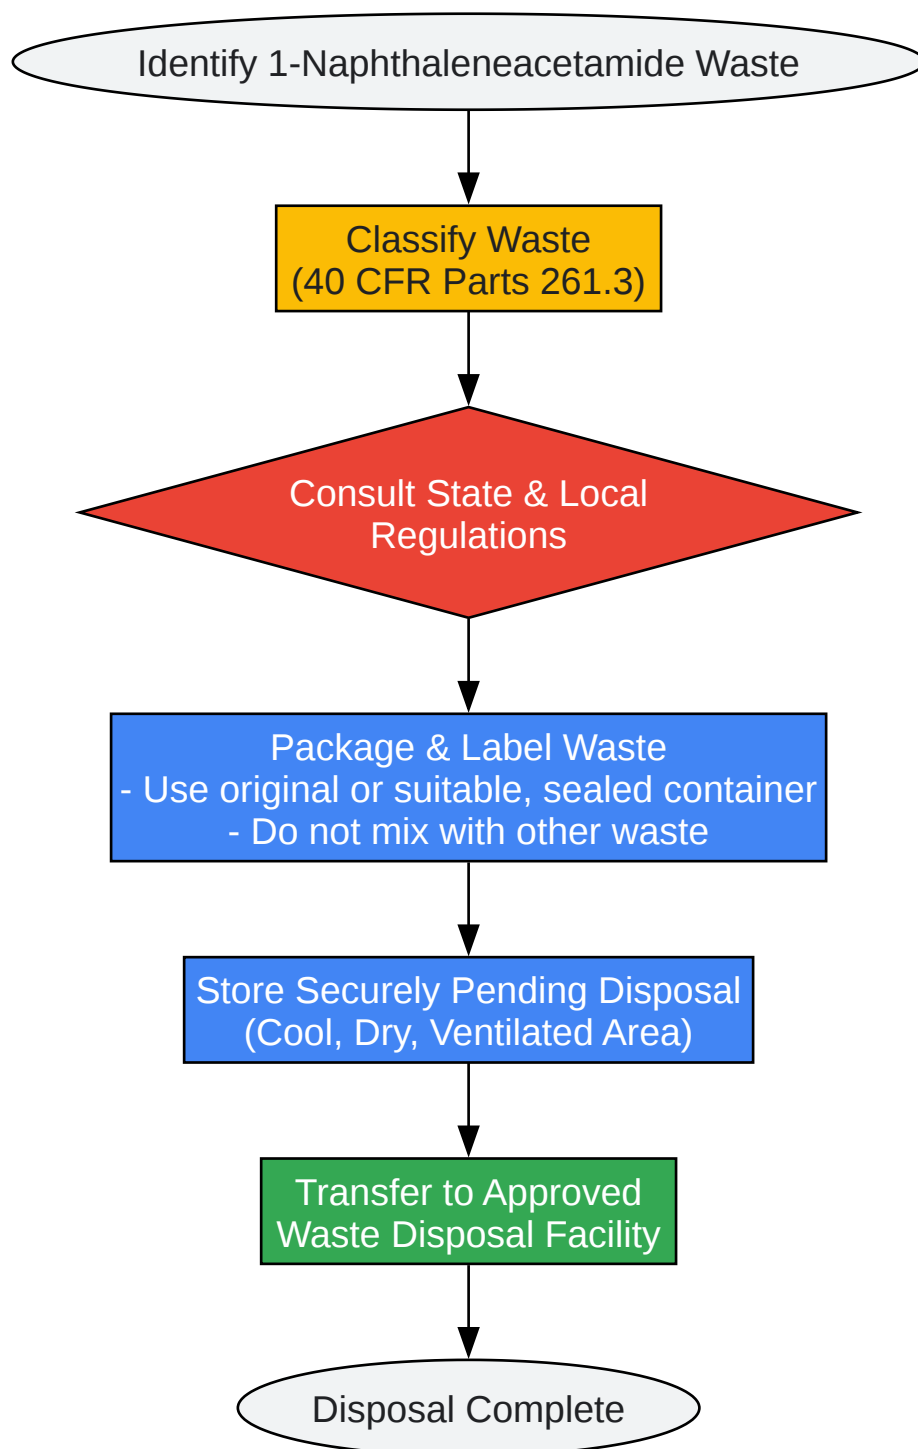 Identify 1-Naphthaleneacetamide Waste
Classify Waste
(40 CFR Parts 261.3)
Consult State & Local
Regulations
Package & Label Waste
- Use original or suitable, sealed container
- Do not mix with other waste
Store Securely Pending Disposal
(Cool, Dry, Ventilated Area)
Transfer to Approved
Waste Disposal Facility
Disposal Complete